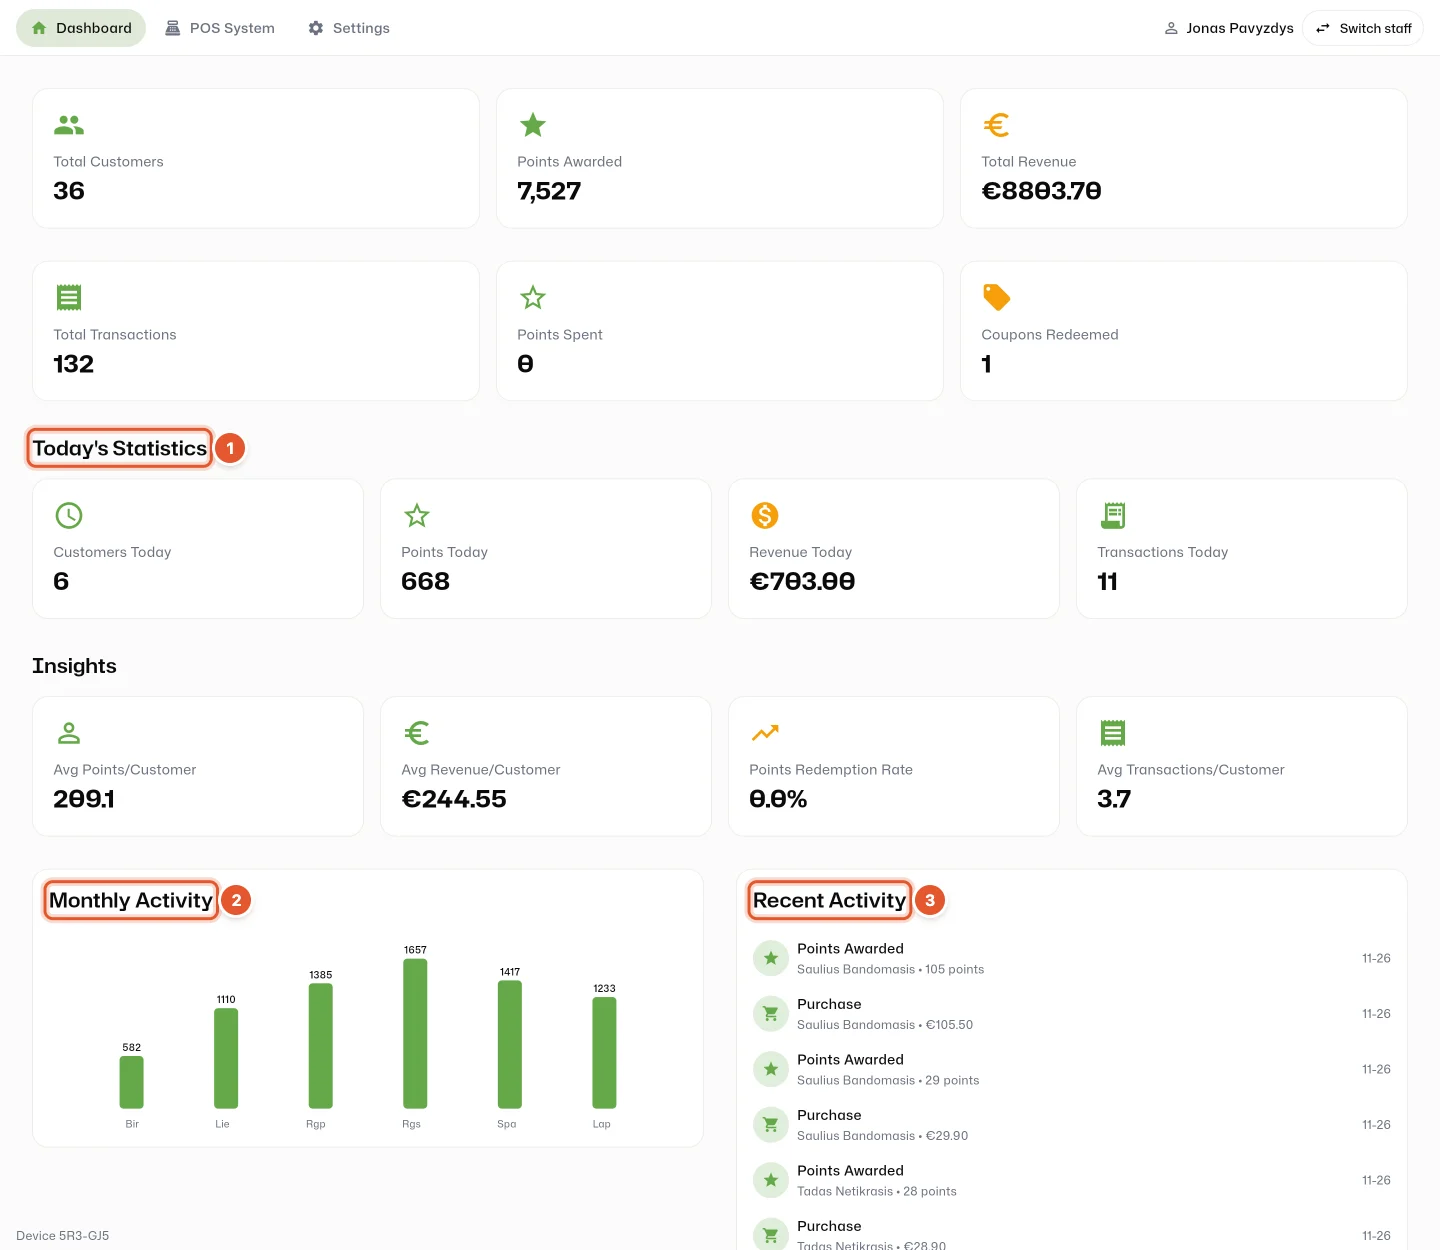 Dashboard
POS System
Settings
Jonas Pavyzdys
Switch staff
Total Customers
36
Points Awarded
7,527
Total Revenue
€8803.70
Total Transactions
132
Points Spent
0
Coupons Redeemed
1
Today's Statistics
1
Customers Today
6
Points Today
668
Revenue Today
€703.00
Transactions Today
11
Insights
Avg Points/Customer
209.1
Avg Revenue/Customer
€244.55
Points Redemption Rate
0.0%
Avg Transactions/Customer
3.7
Monthly Activity
2
582
1110
1385
1657
1417
1233
Bir
Lie
Rgp
Rgs
Spa
Lap
Recent Activity
3
Points Awarded
Saulius Bandomasis • 105 points
11-26
Purchase
Saulius Bandomasis • €105.50
11-26
Points Awarded
Saulius Bandomasis • 29 points
11-26
Purchase
Saulius Bandomasis • €29.90
11-26
Points Awarded
Tadas Netikrasis • 28 points
11-26
Purchase
Tadas Netikrasis • €28.90
11-26
Device 5R3-GJ5